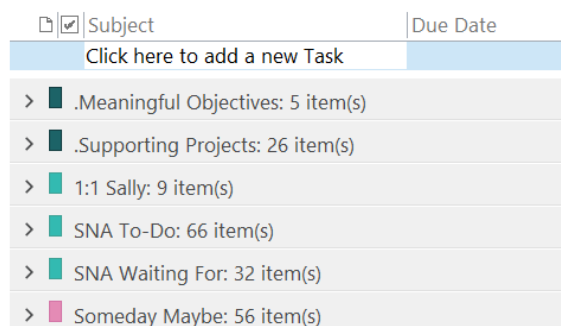 Subject Due Date
Click here to add a new Task
.Meaningful Objectives: 5 item(s)
.Supporting Projects: 26 item(s)
1:1 Sally: 9 item(s)
SNA To-Do: 66 item(s)
SNA Waiting For: 32 item(s)
Someday Maybe: 56 item(s)